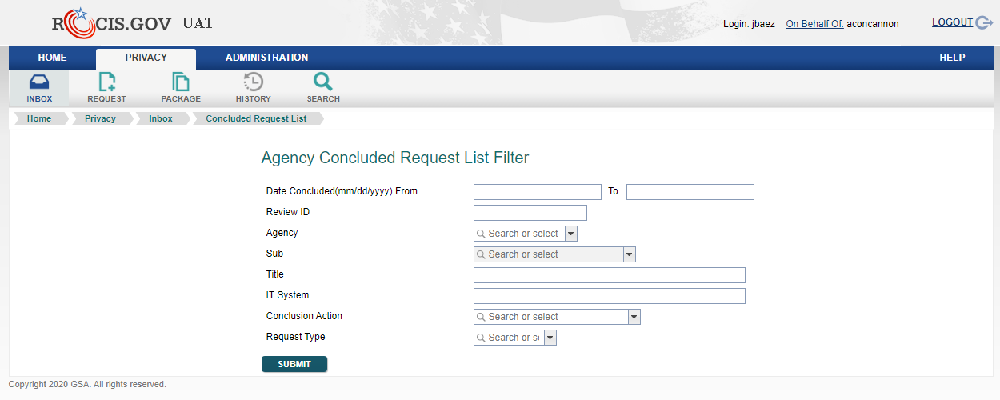 ROCIS.GOV UAI
Login: jbaez On Behalf Of: aconcannon LOGOUT
HOME PRIVACY ADMINISTRATION HELP
INBOX REQUEST PACKAGE HISTORY SEARCH
Home Privacy Inbox Concluded Request List
Agency Concluded Request List Filter
Date Concluded(mm/dd/yyyy) From To
Review ID
Agency Search or select
Sub Search or select
Title
IT System
Conclusion Action Search or select
Request Type Search or se
SUBMIT
Copyright 2020 GSA. All rights reserved.